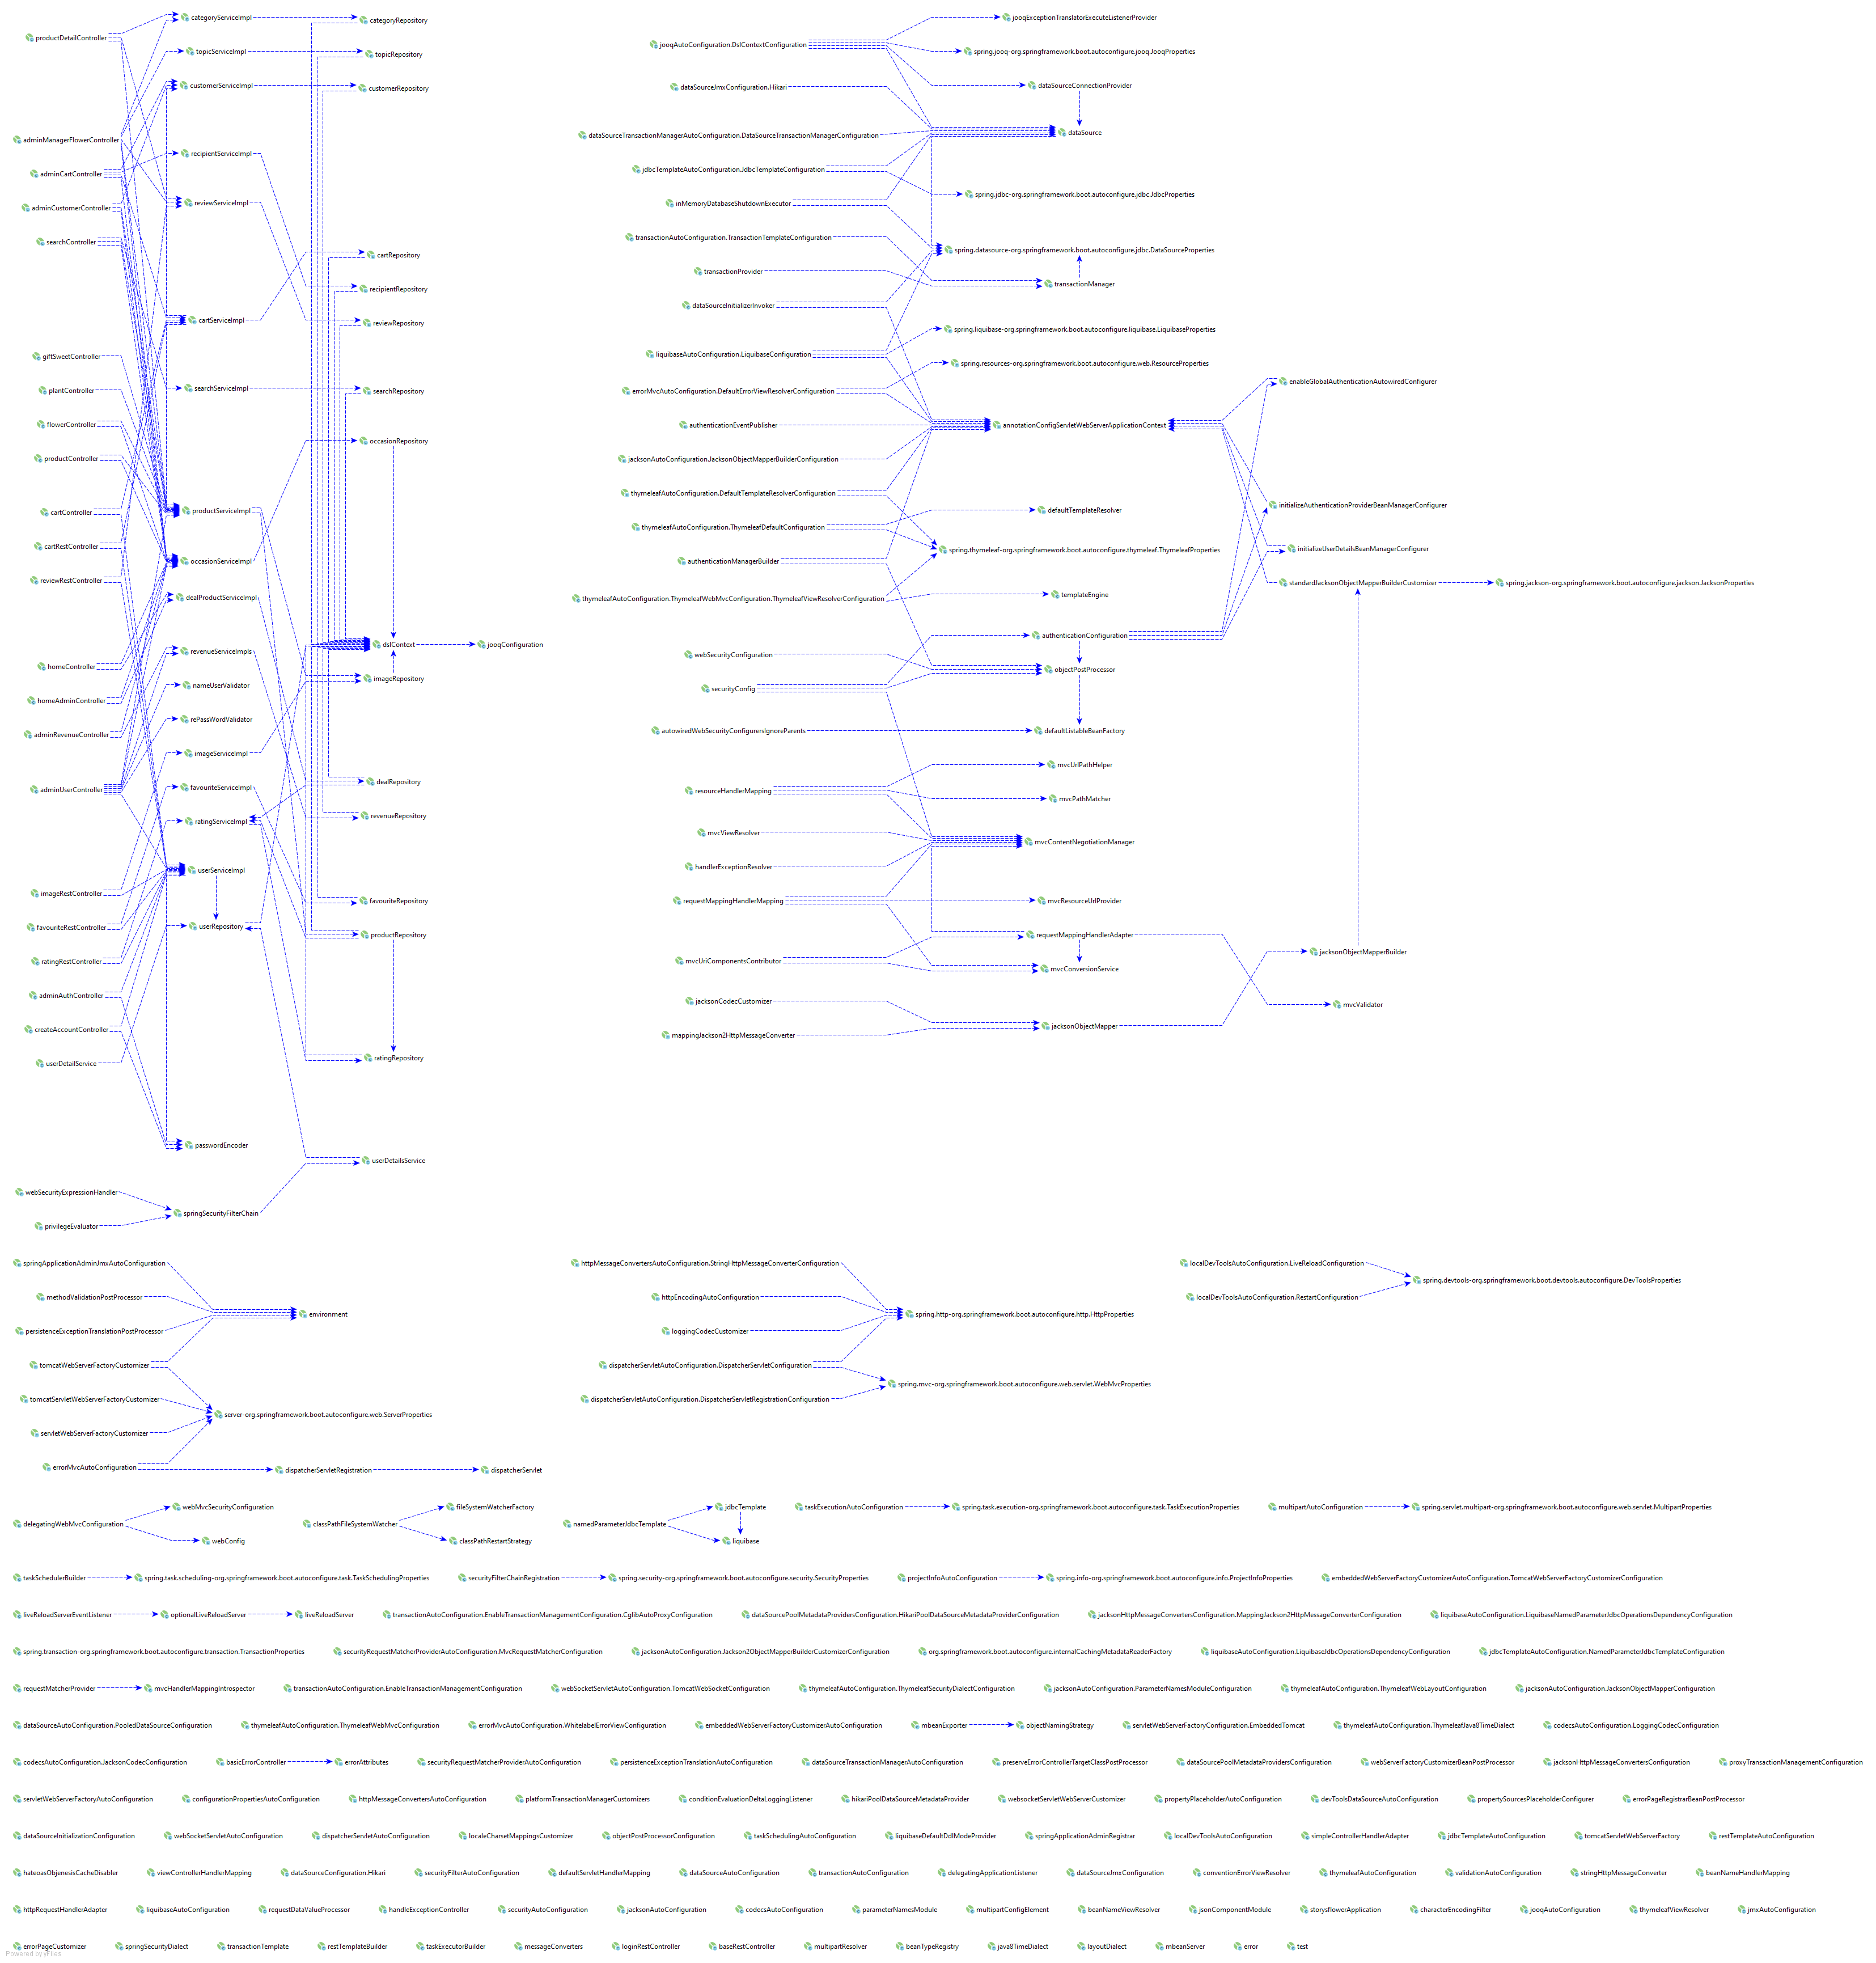 categoryServiceImpl
categoryRepository
jooqExceptionTranslatorExecuteListenerProvider
productDetailController
jooqAutoConfiguration.DslContextConfiguration
topicServiceImpl
topicRepository
spring.jooq-org.springframework.boot.autoconfigure.jooq.JooqProperties
customerServiceImpl
customerRepository
dataSourceJmxConfiguration.Hikari
dataSourceConnectionProvider
adminManagerFlowerController
dataSourceTransactionManagerAutoConfiguration.DataSourceTransactionManagerConfiguration
dataSource
recipientServiceImpl
adminCartController
jdbcTemplateAutoConfiguration.JdbcTemplateConfiguration
spring.jdbc-org.springframework.boot.autoconfigure.jdbc.JdbcProperties
adminCustomerController
reviewServiceImpl
inMemoryDatabaseShutdownExecutor
searchController
transactionAutoConfiguration.TransactionTemplateConfiguration
cartRepository
spring.datasource-org.springframework.boot.autoconfigure.jdbc.DataSourceProperties
transactionProvider
transactionManager
recipientRepository
dataSourceInitializerInvoker
cartServiceImpl
reviewRepository
spring.liquibase-org.springframework.boot.autoconfigure.liquibase.LiquibaseProperties
giftSweetController
liquibaseAutoConfiguration.LiquibaseConfiguration
spring.resources-org.springframework.boot.autoconfigure.web.ResourceProperties
enableGlobalAuthenticationAutowiredConfigurer
plantController
searchServiceImpl
searchRepository
errorMvcAutoConfiguration.DefaultErrorViewResolverConfiguration
flowerController
authenticationEventPublisher
annotationConfigServletWebServerApplicationContext
occasionRepository
productController
jacksonAutoConfiguration.JacksonObjectMapperBuilderConfiguration
thymeleafAutoConfiguration.DefaultTemplateResolverConfiguration
initializeAuthenticationProviderBeanManagerConfigurer
cartController
productServiceImpl
defaultTemplateResolver
thymeleafAutoConfiguration.ThymeleafDefaultConfiguration
cartRestController
spring.thymeleaf-org.springframework.boot.autoconfigure.thymeleaf.ThymeleafProperties
initializeUserDetailsBeanManagerConfigurer
occasionServiceImpl
authenticationManagerBuilder
reviewRestController
standardJacksonObjectMapperBuilderCustomizer
spring.jackson-org.springframework.boot.autoconfigure.jackson.JacksonProperties
dealProductServiceImpl
thymeleafAutoConfiguration.ThymeleafWebMvcConfiguration.ThymeleafViewResolverConfiguration
templateEngine
authenticationConfiguration
revenueServiceImpls
dslContext
jooqConfiguration
webSecurityConfiguration
homeController
objectPostProcessor
nameUserValidator
imageRepository
securityConfig
homeAdminController
rePassWordValidator
adminRevenueController
autowiredWebSecurityConfigurersIgnoreParents
defaultListableBeanFactory
imageServiceImpl
mvcUrlPathHelper
adminUserController
favouriteServiceImpl
dealRepository
resourceHandlerMapping
mvcPathMatcher
ratingServiceImpl
revenueRepository
mvcViewResolver
mvcContentNegotiationManager
userServiceImpl
handlerExceptionResolver
imageRestController
favouriteRepository
requestMappingHandlerMapping
mvcResourceUrlProvider
favouriteRestController
userRepository
productRepository
requestMappingHandlerAdapter
jacksonObjectMapperBuilder
ratingRestController
mvcUriComponentsContributor
mvcConversionService
adminAuthController
jacksonCodecCustomizer
mvcValidator
createAccountController
mappingJackson2HttpMessageConverter
jacksonObjectMapper
userDetailService
ratingRepository
passwordEncoder
userDetailsService
webSecurityExpressionHandler
springSecurityFilterChain
privilegeEvaluator
springApplicationAdminJmxAutoConfiguration
httpMessageConvertersAutoConfiguration.StringHttpMessageConverterConfiguration
localDevToolsAutoConfiguration.LiveReloadConfiguration
spring.devtools-org.springframework.boot.devtools.autoconfigure.DevToolsProperties
methodValidationPostProcessor
httpEncodingAutoConfiguration
localDevToolsAutoConfiguration.RestartConfiguration
environment
spring.http-org.springframework.boot.autoconfigure.http.HttpProperties
persistenceExceptionTranslationPostProcessor
loggingCodecCustomizer
tomcatWebServerFactoryCustomizer
dispatcherServletAutoConfiguration.DispatcherServletConfiguration
spring.mvc-org.springframework.boot.autoconfigure.web.servlet.WebMvcProperties
tomcatServletWebServerFactoryCustomizer
dispatcherServletAutoConfiguration.DispatcherServletRegistrationConfiguration
server-org.springframework.boot.autoconfigure.web.ServerProperties
servletWebServerFactoryCustomizer
errorMvcAutoConfiguration
dispatcherServletRegistration
dispatcherServlet
webMvcSecurityConfiguration
fileSystemWatcherFactory
jdbcTemplate
taskExecutionAutoConfiguration
spring.task.execution-org.springframework.boot.autoconfigure.task.TaskExecutionProperties
multipartAutoConfiguration
spring.servlet.multipart-org.springframework.boot.autoconfigure.web.servlet.MultipartProperties
delegatingWebMvcConfiguration
classPathFileSystemWatcher
namedParameterJdbcTemplate
webConfig
classPathRestartStrategy
liquibase
taskSchedulerBuilder
spring.task.scheduling-org.springframework.boot.autoconfigure.task.TaskSchedulingProperties
securityFilterChainRegistration
spring.security-org.springframework.boot.autoconfigure.security.SecurityProperties
projectInfoAutoConfiguration
spring.info-org.springframework.boot.autoconfigure.info.ProjectInfoProperties
embeddedWebServerFactoryCustomizerAutoConfiguration.TomcatWebServerFactoryCustomizerConfiguration
liveReloadServerEventListener
optionalLiveReloadServer
liveReloadServer
transactionAutoConfiguration.EnableTransactionManagementConfiguration.CglibAutoProxyConfiguration
dataSourcePoolMetadataProvidersConfiguration.HikariPoolDataSourceMetadataProviderConfiguration
jacksonHttpMessageConvertersConfiguration.MappingJackson2HttpMessageConverterConfiguration
liquibaseAutoConfiguration.LiquibaseNamedParameterJdbcOperationsDependencyConfiguration
spring.transaction-org.springframework.boot.autoconfigure.transaction.TransactionProperties
securityRequestMatcherProviderAutoConfiguration.MvcRequestMatcherConfiguration
jacksonAutoConfiguration.Jackson2ObjectMapperBuilderCustomizerConfiguration
org.springframework.boot.autoconfigure.internalCachingMetadataReaderFactory
liquibaseAutoConfiguration.LiquibaseJdbcOperationsDependencyConfiguration
jdbcTemplateAutoConfiguration.NamedParameterJdbcTemplateConfiguration
requestMatcherProvider
mvcHandlerMappingIntrospector
transactionAutoConfiguration.EnableTransactionManagementConfiguration
webSocketServletAutoConfiguration.TomcatWebSocketConfiguration
thymeleafAutoConfiguration.ThymeleafSecurityDialectConfiguration
jacksonAutoConfiguration.ParameterNamesModuleConfiguration
thymeleafAutoConfiguration.ThymeleafWebLayoutConfiguration
jacksonAutoConfiguration.JacksonObjectMapperConfiguration
dataSourceAutoConfiguration.PooledDataSourceConfiguration
thymeleafAutoConfiguration.ThymeleafWebMvcConfiguration
errorMvcAutoConfiguration.WhitelabelErrorViewConfiguration
embeddedWebServerFactoryCustomizerAutoConfiguration
mbeanExporter
objectNamingStrategy
servletWebServerFactoryConfiguration.EmbeddedTomcat
thymeleafAutoConfiguration.ThymeleafJava8TimeDialect
codecsAutoConfiguration.LoggingCodecConfiguration
codecsAutoConfiguration.JacksonCodecConfiguration
basicErrorController
errorAttributes
securityRequestMatcherProviderAutoConfiguration
persistenceExceptionTranslationAutoConfiguration
dataSourceTransactionManagerAutoConfiguration
preserveErrorControllerTargetClassPostProcessor
dataSourcePoolMetadataProvidersConfiguration
webServerFactoryCustomizerBeanPostProcessor
jacksonHttpMessageConvertersConfiguration
proxyTransactionManagementConfiguration
servletWebServerFactoryAutoConfiguration
configurationPropertiesAutoConfiguration
httpMessageConvertersAutoConfiguration
platformTransactionManagerCustomizers
conditionEvaluationDeltaLoggingListener
hikariPoolDataSourceMetadataProvider
websocketServletWebServerCustomizer
propertyPlaceholderAutoConfiguration
devToolsDataSourceAutoConfiguration
propertySourcesPlaceholderConfigurer
errorPageRegistrarBeanPostProcessor
dataSourceInitializationConfiguration
webSocketServletAutoConfiguration
dispatcherServletAutoConfiguration
localeCharsetMappingsCustomizer
objectPostProcessorConfiguration
taskSchedulingAutoConfiguration
liquibaseDefaultDdlModeProvider
springApplicationAdminRegistrar
localDevToolsAutoConfiguration
simpleControllerHandlerAdapter
jdbcTemplateAutoConfiguration
tomcatServletWebServerFactory
restTemplateAutoConfiguration
hateoasObjenesisCacheDisabler
viewControllerHandlerMapping
dataSourceConfiguration.Hikari
securityFilterAutoConfiguration
defaultServletHandlerMapping
dataSourceAutoConfiguration
transactionAutoConfiguration
delegatingApplicationListener
dataSourceJmxConfiguration
conventionErrorViewResolver
thymeleafAutoConfiguration
validationAutoConfiguration
stringHttpMessageConverter
beanNameHandlerMapping
httpRequestHandlerAdapter
liquibaseAutoConfiguration
requestDataValueProcessor
handleExceptionController
securityAutoConfiguration
jacksonAutoConfiguration
codecsAutoConfiguration
parameterNamesModule
multipartConfigElement
beanNameViewResolver
jsonComponentModule
storysflowerApplication
characterEncodingFilter
jooqAutoConfiguration
thymeleafViewResolver
jmxAutoConfiguration
errorPageCustomizer
springSecurityDialect
transactionTemplate
restTemplateBuilder
taskExecutorBuilder
messageConverters
loginRestController
baseRestController
multipartResolver
beanTypeRegistry
java8TimeDialect
layoutDialect
mbeanServer
error
test
Powered by yFiles